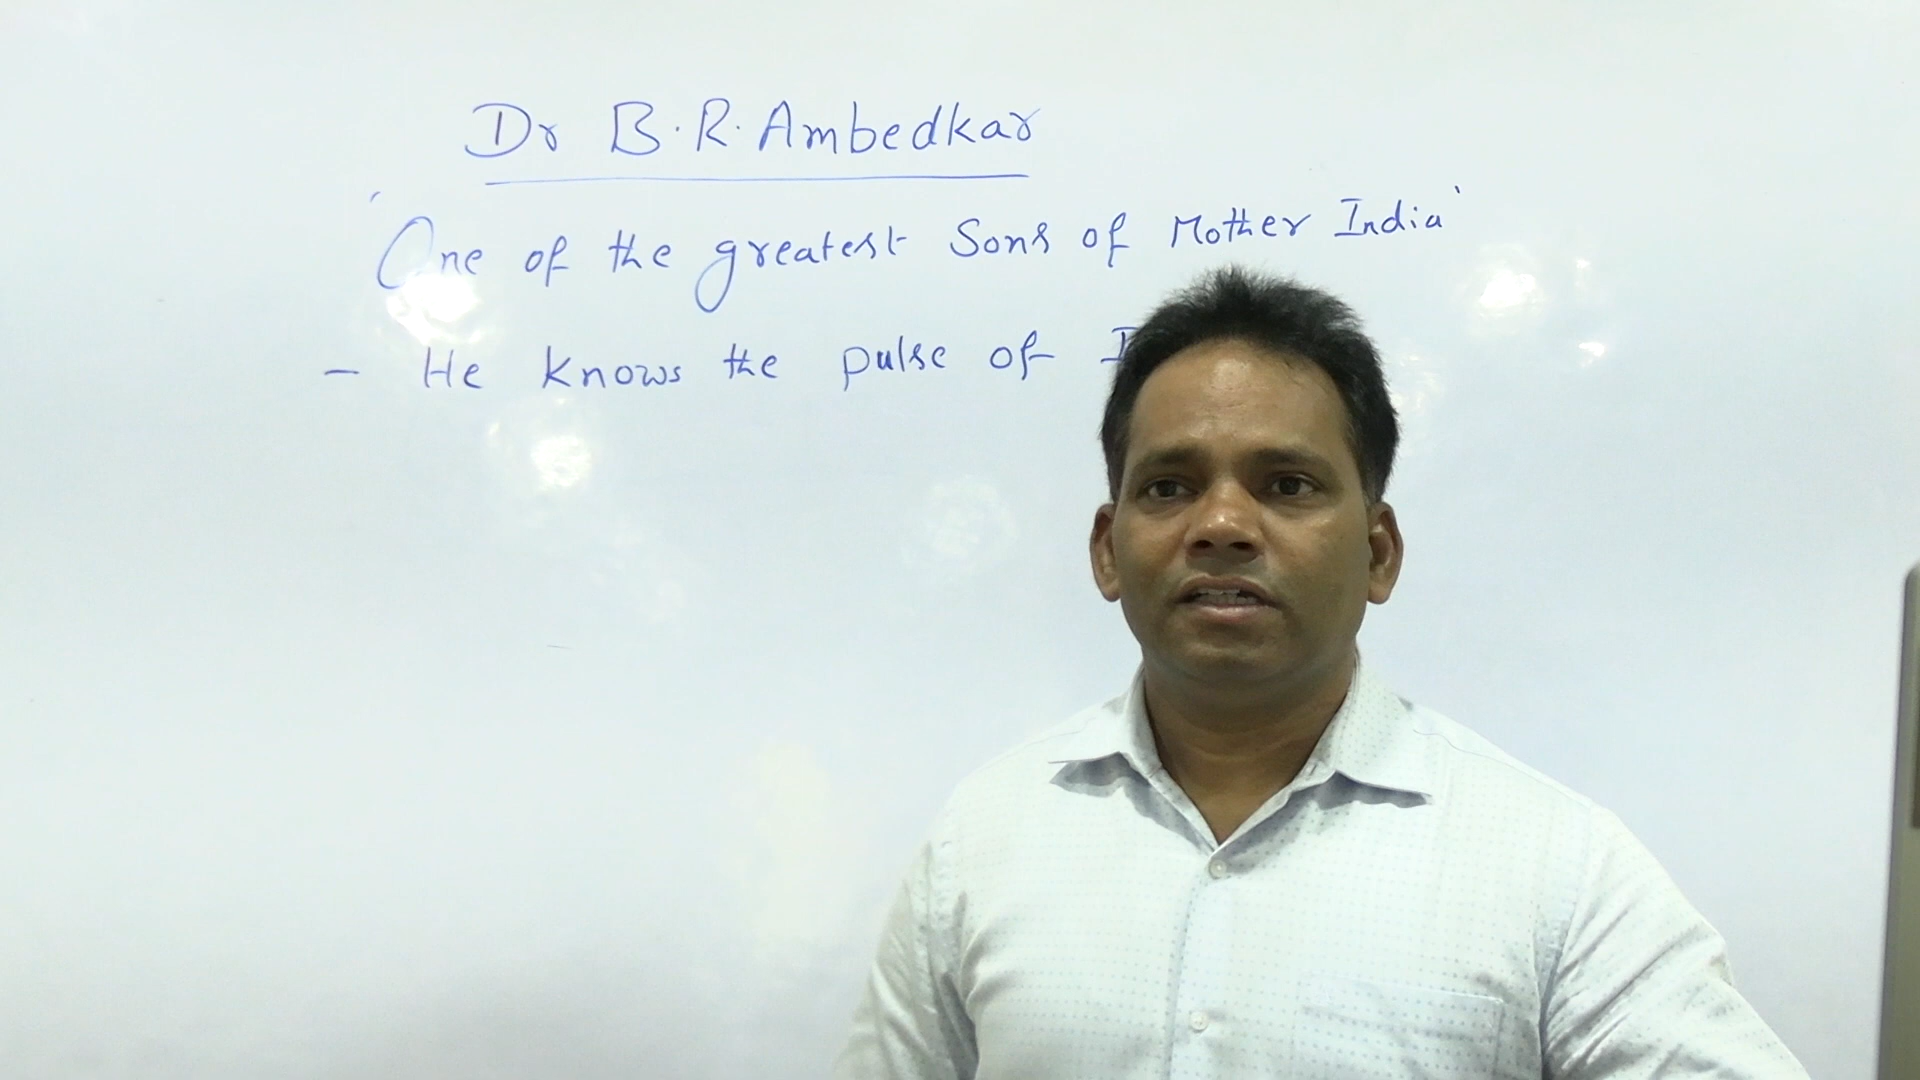 Dr B.R. Ambedkar
'One of the greatest Sons of Mother India'
- He knows the pulse of